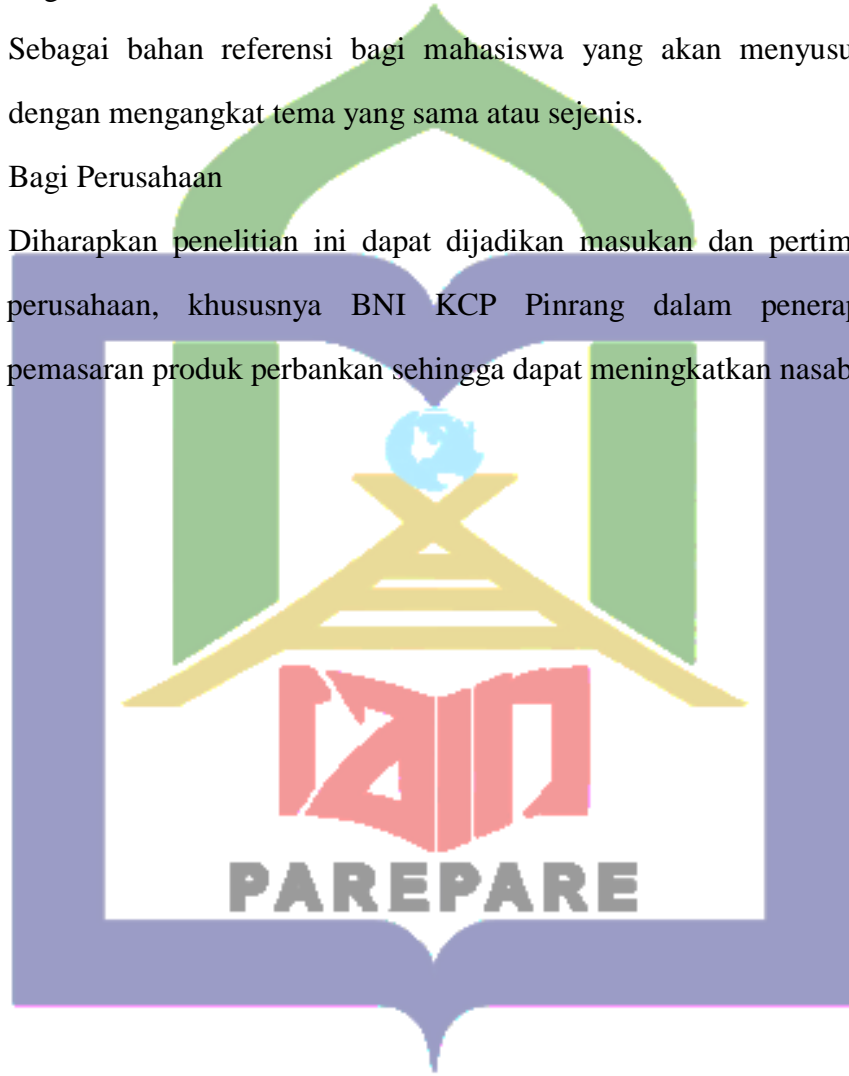 Sebagai bahan referensi bagi mahasiswa yang akan menyusu
dengan mengangkat tema yang sama atau sejenis.
Bagi Perusahaan
Diharapkan penelitian ini dapat dijadikan masukan dan pertim
perusahaan, khususnya BNI KCP Pinrang dalam penerap
pemasaran produk perbankan sehingga dapat meningkatkan nasab
iain
PAREPARE